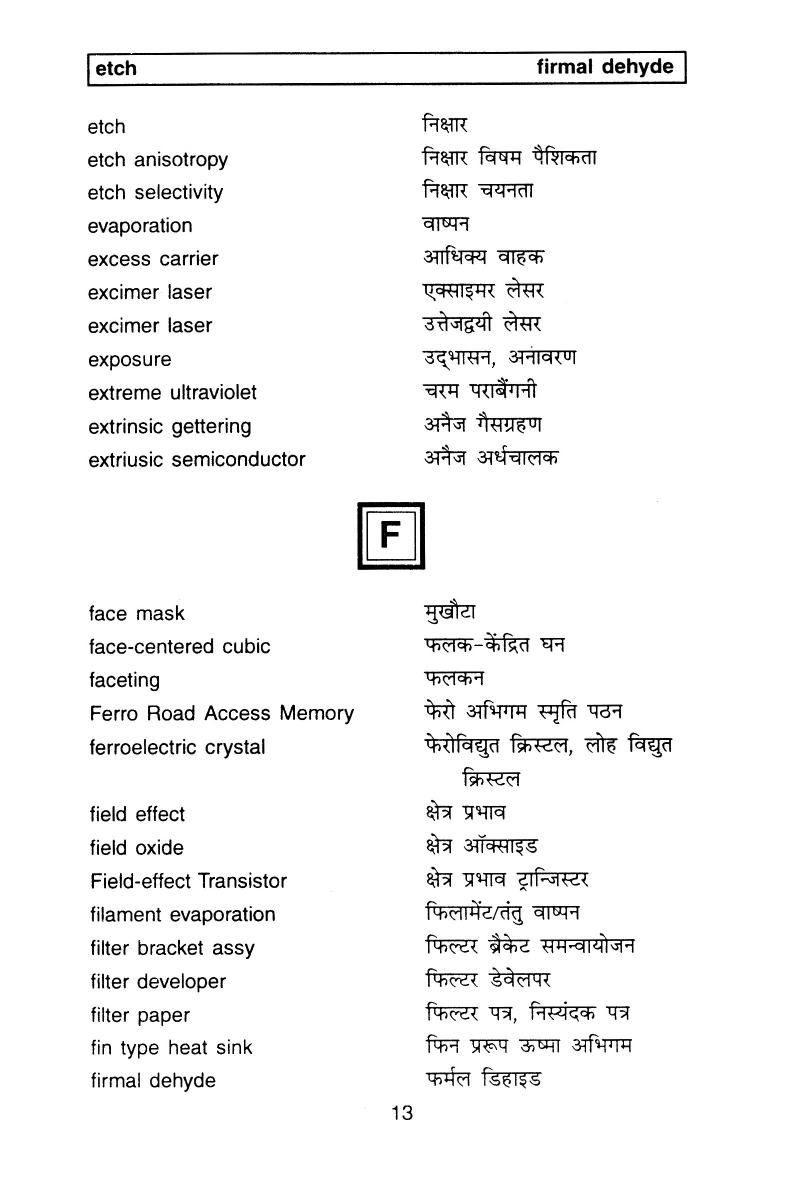 etch firmal dehyde
etch निक्षार
etch anisotropy निक्षार विषम पैशिकता
etch selectivity निक्षार चयनता
evaporation वाष्पन
excess carrier आधिक्य वाहक
excimer laser एक्साइमर लेसर
excimer laser उत्तेजद्वयी लेसर
exposure उद्भासन, अनावरण
extreme ultraviolet चरम पराबैंगनी
extrinsic gettering अनैज गैसग्रहण
extriusic semiconductor अनैज अर्धचालक
F
face mask मुखौटा
face-centered cubic फलक-केंद्रित घन
faceting फलकन
Ferro Road Access Memory फेरो अभिगम स्मृति पठन
ferroelectric crystal फेरोविद्युत क्रिस्टल, लोह विद्युत
क्रिस्टल
field effect क्षेत्र प्रभाव
field oxide क्षेत्र ऑक्साइड
Field-effect Transistor क्षेत्र प्रभाव ट्रान्जिस्टर
filament evaporation फिलामेंट/तंतु वाष्पन
filter bracket assy फिल्टर ब्रैकेट समन्वायोजन
filter developer फिल्टर डेवेलपर
filter paper फिल्टर पत्र, निस्यंदक पत्र
fin type heat sink फिन प्ररूप ऊष्मा अभिगम
firmal dehyde फर्मल डिहाइड
13